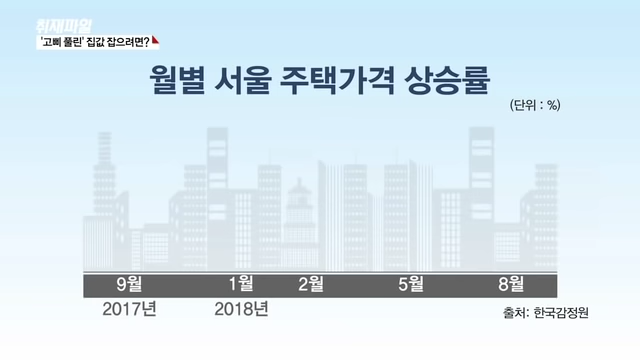 취재파일
'고삐 풀린' 집값 잡으려면?
월별 서울 주택가격 상승률
(단위 : %)
9월 1월 2월 5월 8월
2017년 2018년
출처: 한국감정원